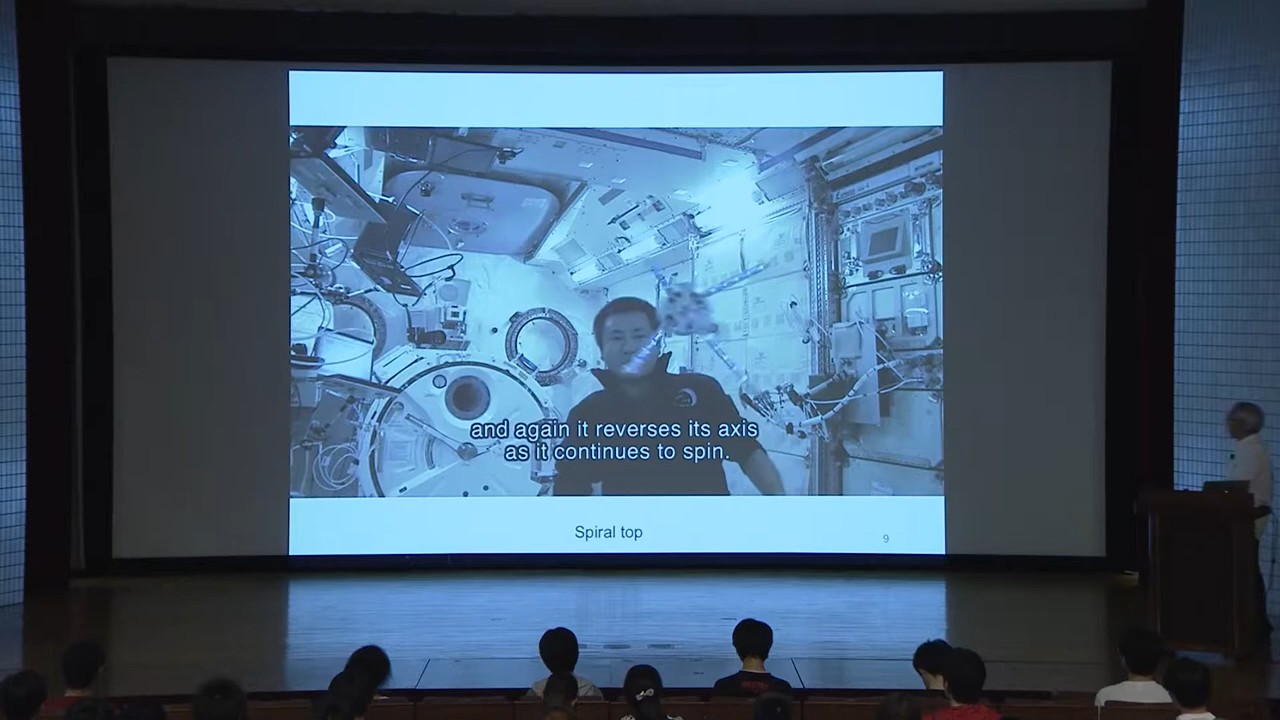 and again it reverses its axis
as it continues to spin.
Spiral top
9